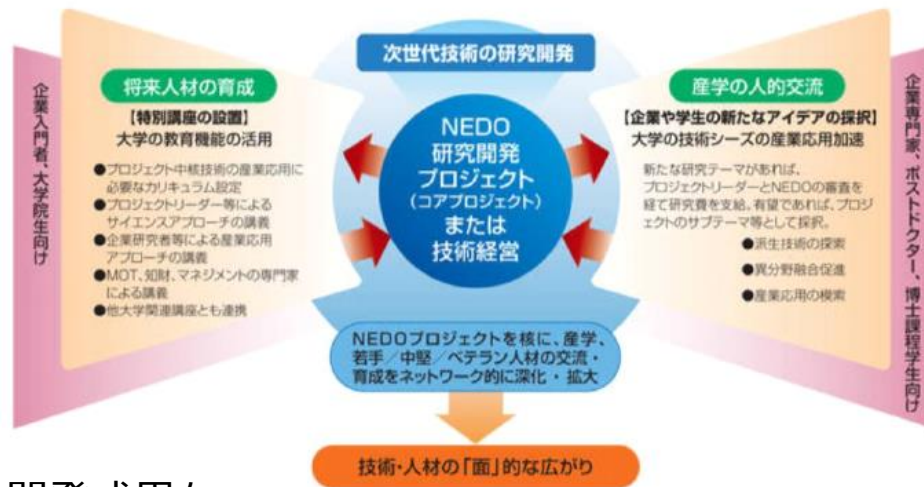 次世代技術の研究開発
企業入門者、大学院生向け
将来人材の育成
【特別講座の設置】
大学の教育機能の活用
●プロジェクト中核技術の産業応用に
必要なカリキュラム設定
●プロジェクトリーダー等による
サイエンスアプローチの講義
●企業研究者等による産業応用
アプローチの講義
●MOT、知財、マネジメントの専門家
による講義
●他大学関連講座とも連携
NEDO
研究開発
プロジェクト
(コアプロジェクト)
または
技術経営
産学の人的交流
【企業や学生の新たなアイデアの採択】
大学の技術シーズの産業応用加速
新たな研究テーマがあれば、
プロジェクトリーダーとNEDOの審査を
経て研究費を支給。有望であれば、プロジ
ェクトのサブテーマ等として採択。
●派生技術の探索
●異分野融合促進
●産業応用の模索
企業専門家、ポストドクター、博士課程学生向け
NEDOプロジェクトを核に、産学、
若手／中堅／ベテラン人材の交流・
育成をネットワーク的に深化・拡大
技術・人材の「面」的な広がり